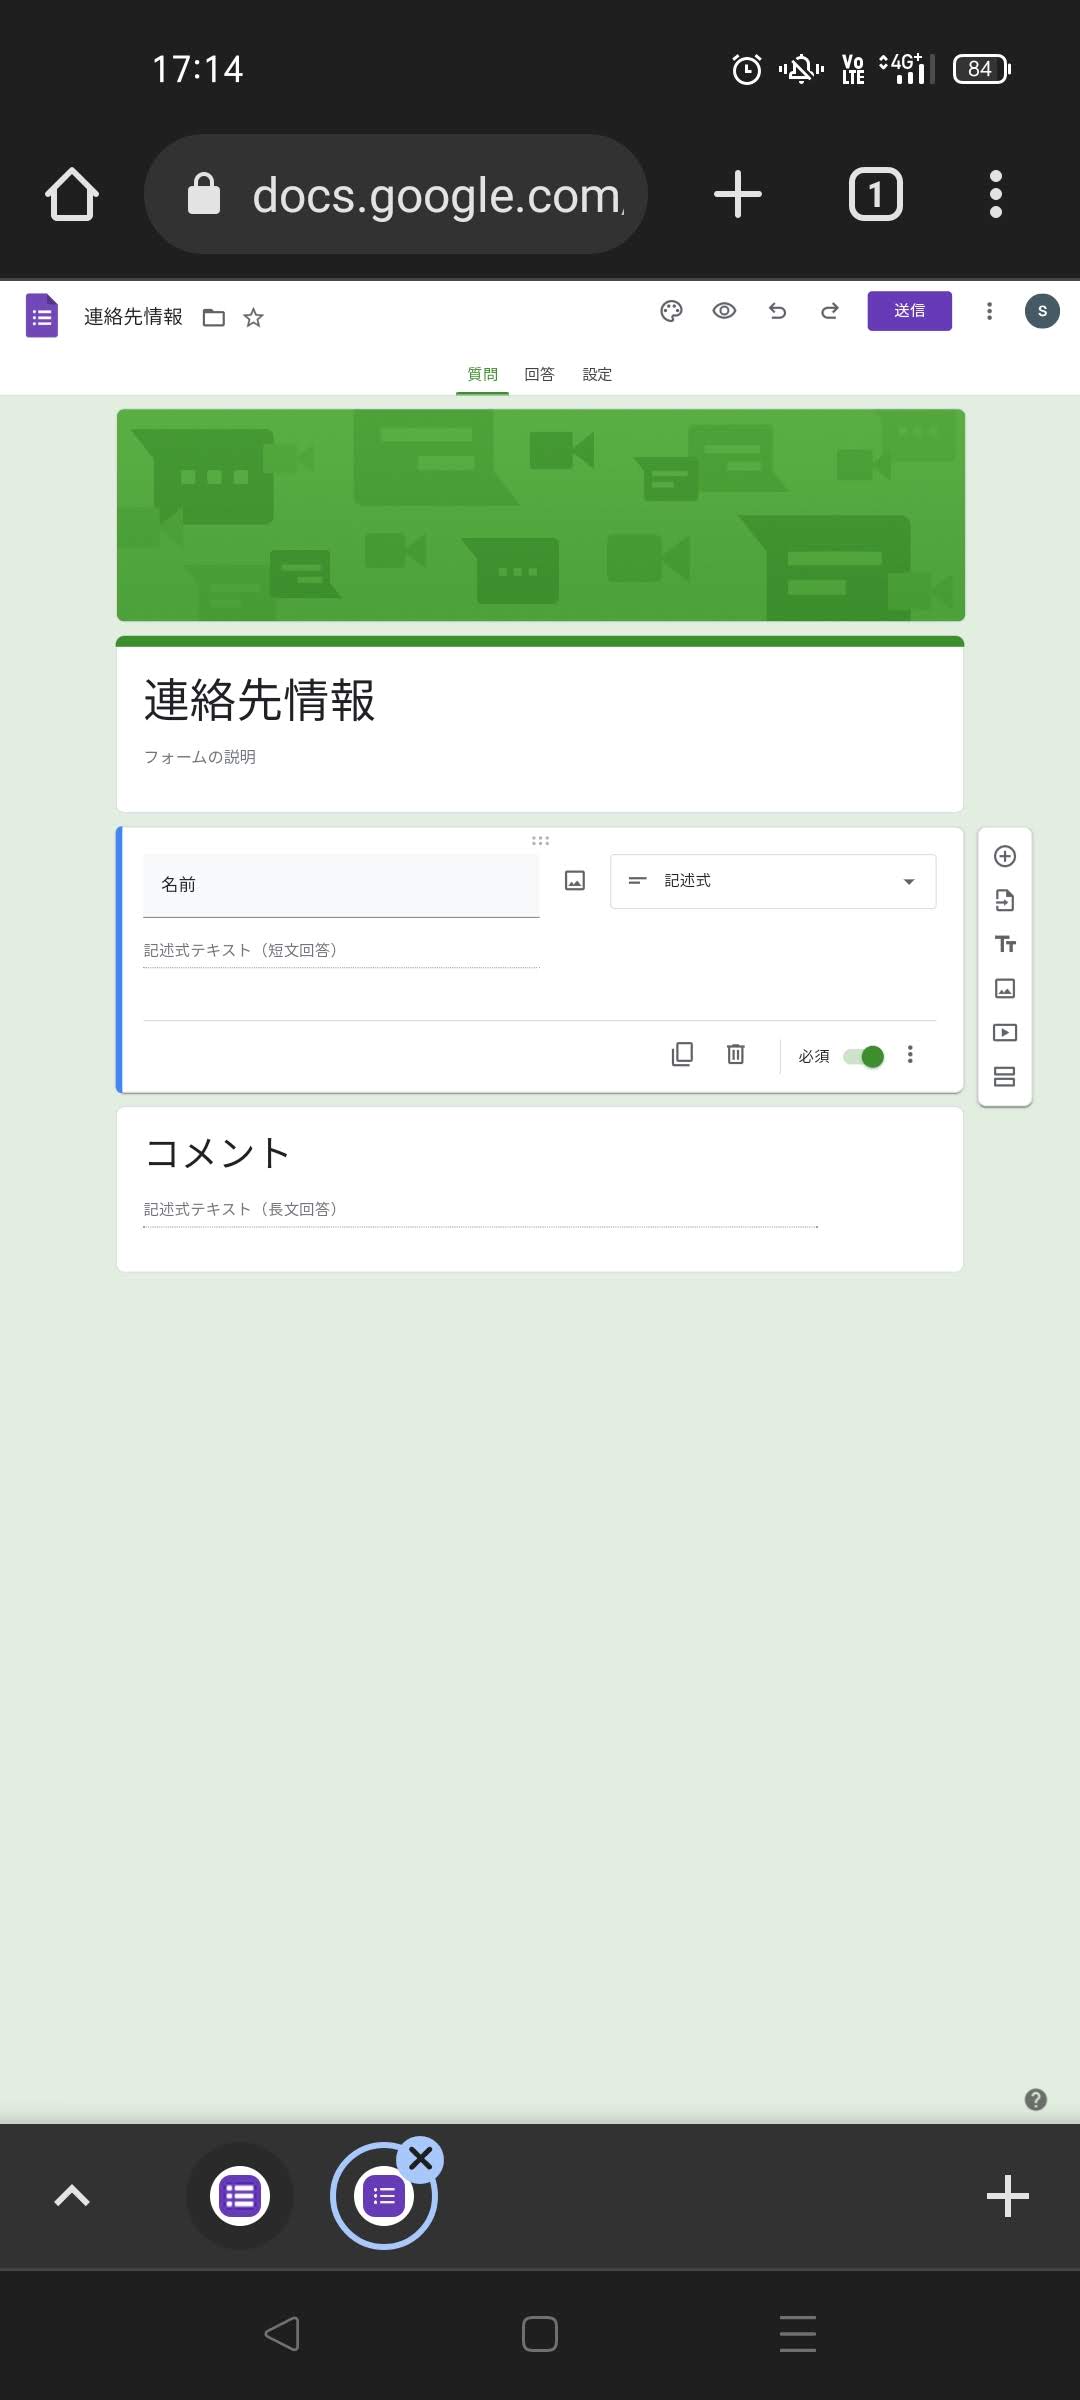 17:14
Vo LTE 4G+ 84
docs.google.com/
1
連絡先情報
送信
S
質問 回答 設定
連絡先情報
フォームの説明
名前
記述式
記述式テキスト（短文回答）
必須
コメント
記述式テキスト（長文回答）